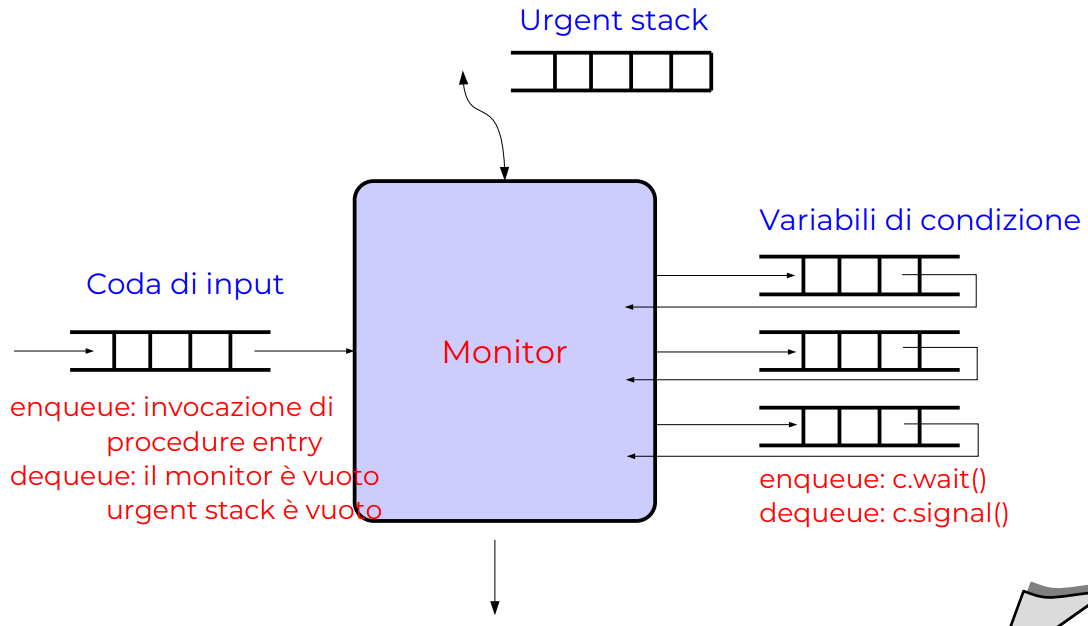 Urgent stack
Variabili di condizione
Coda di input
Monitor
enqueue: invocazione di
procedure entry
dequeue: il monitor è vuoto
urgent stack è vuoto
enqueue: c.wait()
dequeue: c.signal()